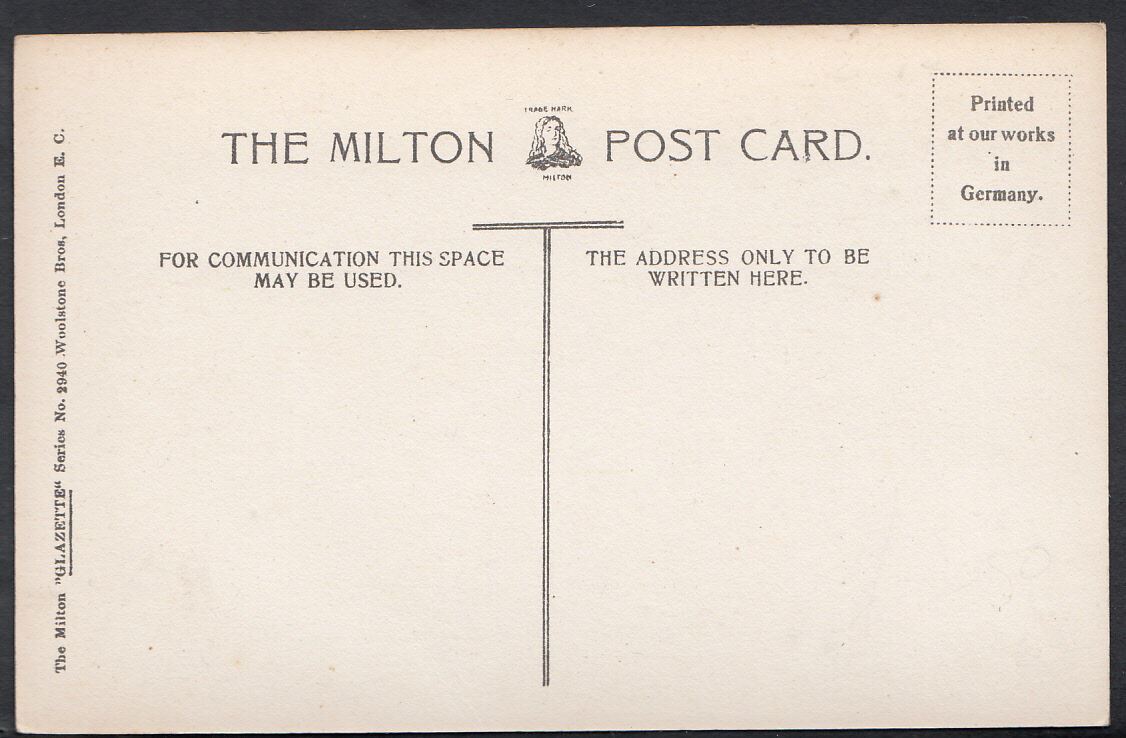 TRADE MARK
THE MILTON POST CARD.
MILTON
Printed
at our works
in
Germany.
FOR COMMUNICATION THIS SPACE
MAY BE USED.
THE ADDRESS ONLY TO BE
WRITTEN HERE.
The Milton "GLAZETTE“ Series No. 2940 Woolstone Bros, London E. C.
50